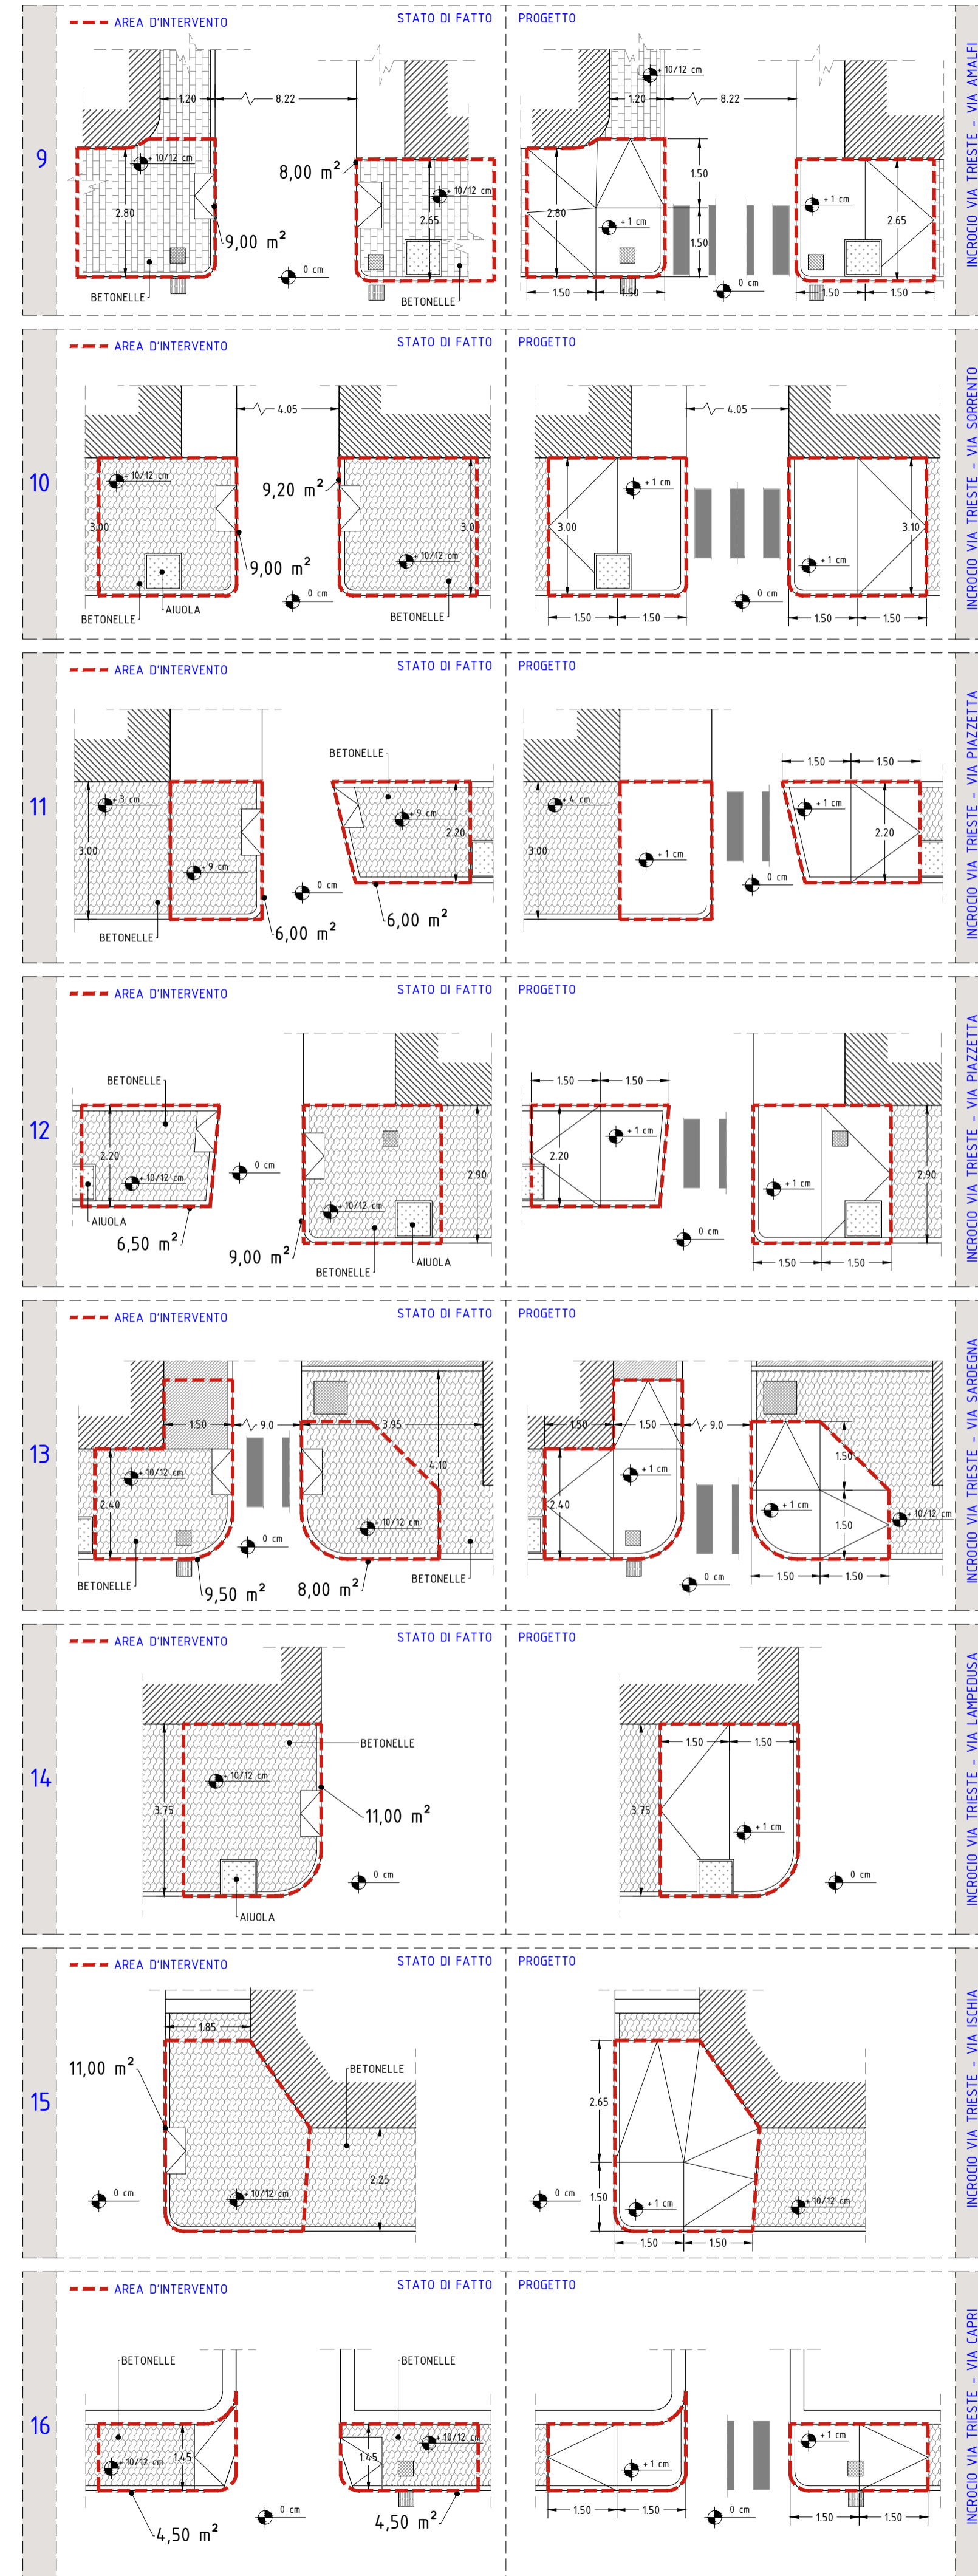 AREA D'INTERVENTO
STATO DI FATTO
PROGETTO
9
1.20
8.22
+ 10/12 cm
8,00 m²
2.80
9,00 m²
+ 10/12 cm
2.65
0 cm
BETONELLE
BETONELLE
+ 10/12 cm
1.20
8.22
1.50
2.80
+ 1 cm
1.50
+ 1 cm
2.65
0 cm
1.50
1.50
1.50
1.50
INCROCIO VIA TRIESTE - VIA AMALFI
AREA D'INTERVENTO
STATO DI FATTO
PROGETTO
10
4.05
+ 10/12 cm
9,20 m²
3.00
3.0
9,00 m²
+ 10/12 cm
0 cm
AIUOLA
BETONELLE
BETONELLE
4.05
+ 1 cm
3.00
3.10
+ 1 cm
0 cm
1.50
1.50
1.50
1.50
INCROCIO VIA TRIESTE - VIA SORRENTO
AREA D'INTERVENTO
STATO DI FATTO
PROGETTO
11
BETONELLE
+ 3 cm
+ 9 cm
2.20
3.00
+ 9 cm
0 cm
6,00 m²
6,00 m²
BETONELLE
1.50
1.50
+ 4 cm
+ 1 cm
2.20
3.00
+ 1 cm
0 cm
INCROCIO VIA TRIESTE - VIA PIAZZETTA
AREA D'INTERVENTO
STATO DI FATTO
PROGETTO
12
BETONELLE
2.20
0 cm
+ 10/12 cm
2.90
+ 10/12 cm
AIUOLA
6,50 m²
9,00 m²
BETONELLE
AIUOLA
1.50
1.50
+ 1 cm
2.20
+ 1 cm
2.90
0 cm
1.50
1.50
INCROCIO VIA TRIESTE - VIA PIAZZETTA
AREA D'INTERVENTO
STATO DI FATTO
PROGETTO
13
1.50
9.0
3.95
4.10
+ 10/12 cm
2.40
+ 10/12 cm
0 cm
BETONELLE
9,50 m²
8,00 m²
BETONELLE
1.50
1.50
9.0
1.50
+ 1 cm
2.40
+ 1 cm
1.50
+ 10/12 cm
0 cm
1.50
1.50
INCROCIO VIA TRIESTE - VIA SARDEGNA
AREA D'INTERVENTO
STATO DI FATTO
PROGETTO
14
BETONELLE
+ 10/12 cm
3.75
11,00 m²
0 cm
AIUOLA
1.50
1.50
3.75
+ 1 cm
0 cm
INCROCIO VIA TRIESTE - VIA LAMPEDUSA
AREA D'INTERVENTO
STATO DI FATTO
PROGETTO
15
1.85
11,00 m²
BETONELLE
2.25
0 cm
+ 10/12 cm
2.65
1.50
0 cm
+ 1 cm
+ 10/12 cm
1.50
1.50
INCROCIO VIA TRIESTE - VIA ISCHIA
AREA D'INTERVENTO
STATO DI FATTO
PROGETTO
16
BETONELLE
BETONELLE
+ 10/12 cm
1.45
1.45
+ 10/12 cm
0 cm
4,50 m²
4,50 m²
+ 1 cm
+ 1 cm
1.50
1.50
0 cm
1.50
1.50
INCROCIO VIA TRIESTE - VIA CAPRI